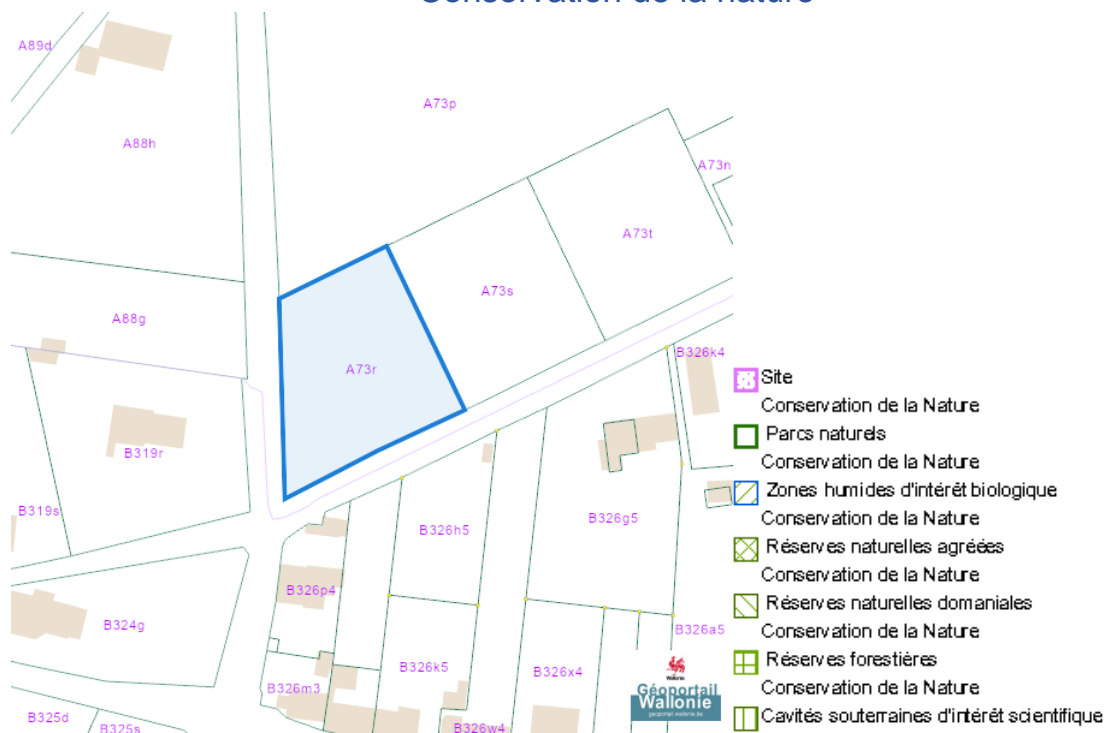 Conservation de la nature
A89d
A73p
A88h
A73n
A73t
A73s
A88g
A73r
B326k4
B319r
B319s
B326g5
B326h5
B326p4
B324g
B326a5
B326k5
B326x4
B326m3
B325d
B325s
B326w4
Site
Conservation de la Nature
Parcs naturels
Conservation de la Nature
Zones humides d'intérêt biologique
Conservation de la Nature
Réserves naturelles agréées
Conservation de la Nature
Réserves naturelles domaniales
Conservation de la Nature
Réserves forestières
Conservation de la Nature
Cavités souterraines d'intérêt scientifique
Wallonie
Géoportail
Wallonie
geoportail.wallonie.be